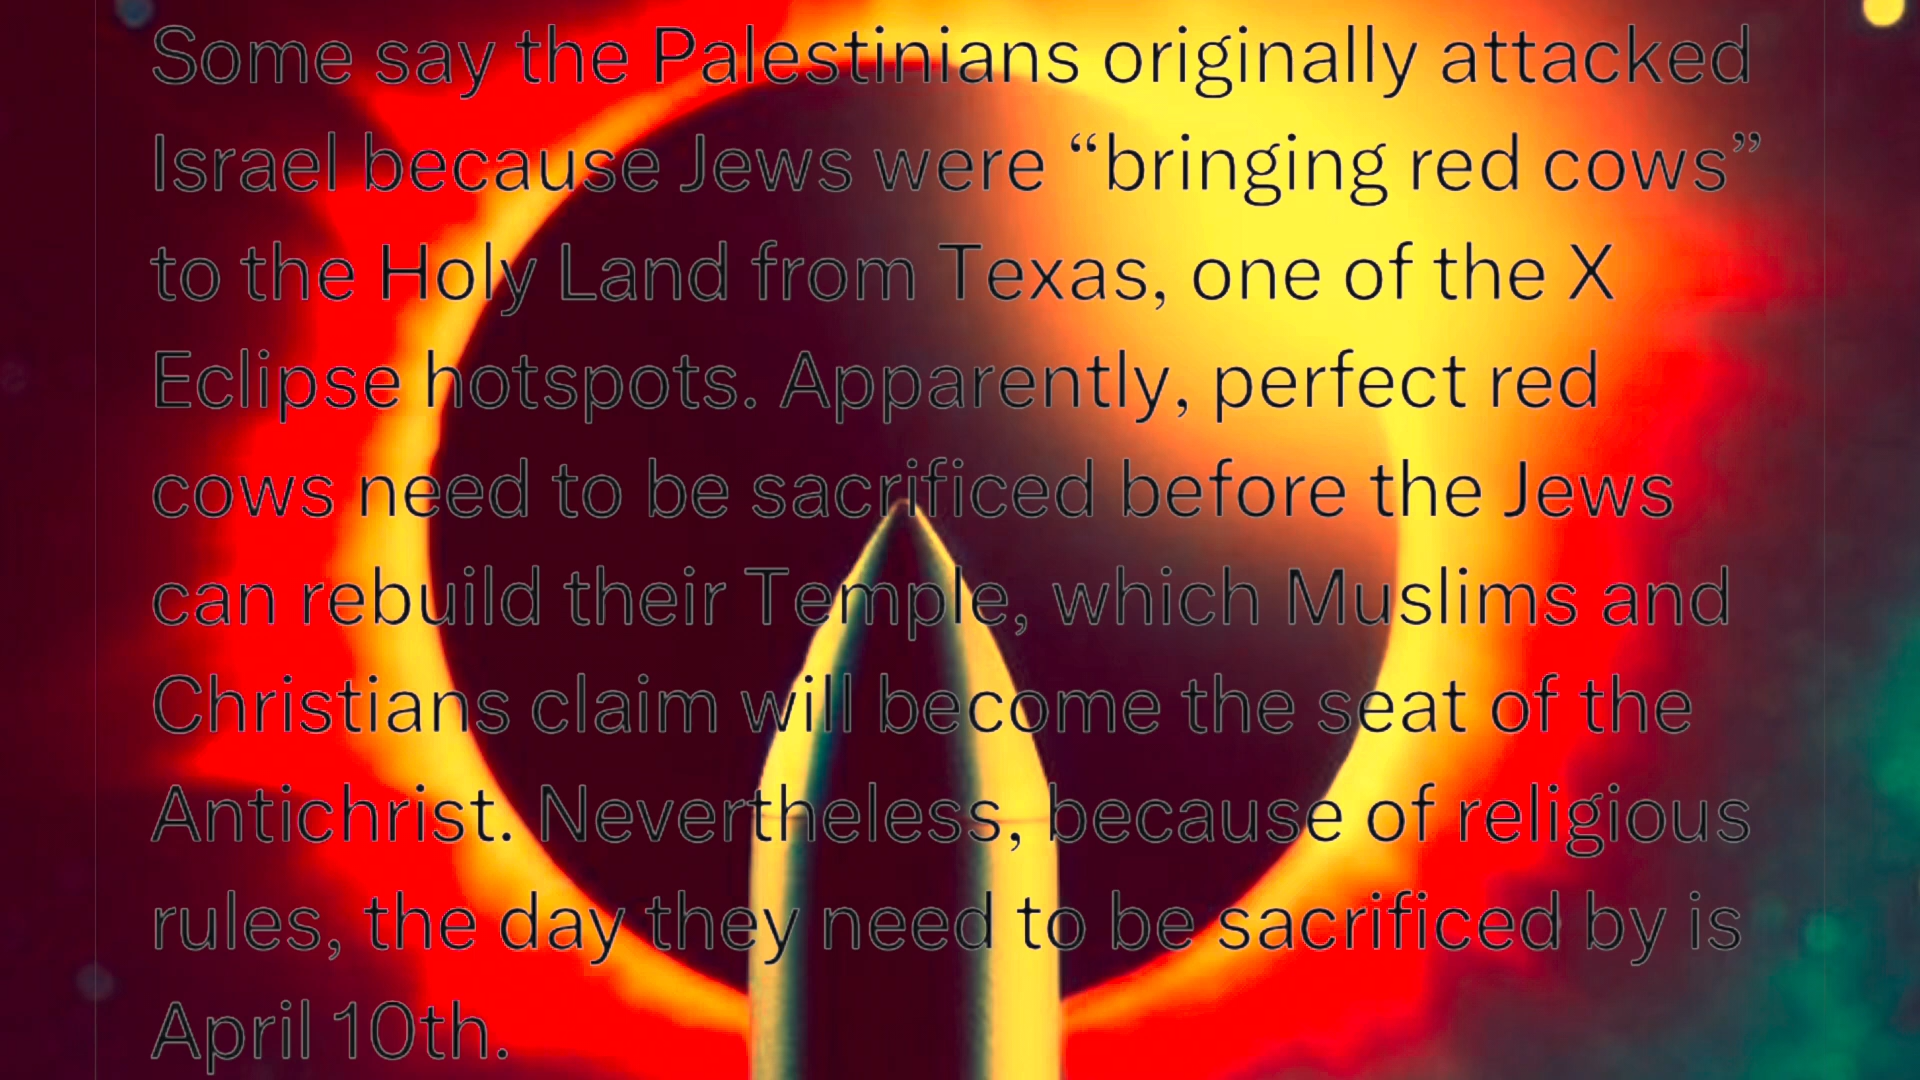 Some say the Palestinians originally attacked
Israel because Jews were “bringing red cows”
to the Holy Land from Texas, one of the X
Eclipse hotspots. Apparently, perfect red
cows need to be sacrificed before the Jews
can rebuild their Temple, which Muslims and
Christians claim will become the seat of the
Antichrist. Nevertheless, because of religious
rules, the day they need to be sacrificed by is
April 10th.